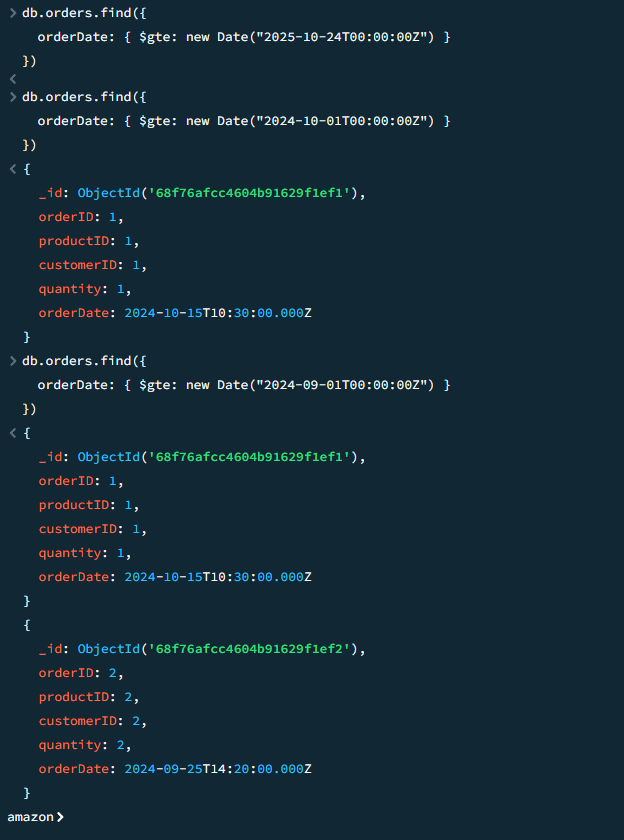 > db.orders.find({
orderDate: { $gte: new Date("2025-10-24T00:00:00Z") }
})
<
> db.orders.find({
orderDate: { $gte: new Date("2024-10-01T00:00:00Z") }
})
< {
_id: ObjectId('68f76afcc4604b91629f1ef1'),
orderID: 1,
productID: 1,
customerID: 1,
quantity: 1,
orderDate: 2024-10-15T10:30:00.000Z
}
> db.orders.find({
orderDate: { $gte: new Date("2024-09-01T00:00:00Z") }
})
< {
_id: ObjectId('68f76afcc4604b91629f1ef1'),
orderID: 1,
productID: 1,
customerID: 1,
quantity: 1,
orderDate: 2024-10-15T10:30:00.000Z
}
{
_id: ObjectId('68f76afcc4604b91629f1ef2'),
orderID: 2,
productID: 2,
customerID: 2,
quantity: 2,
orderDate: 2024-09-25T14:20:00.000Z
}
amazon>